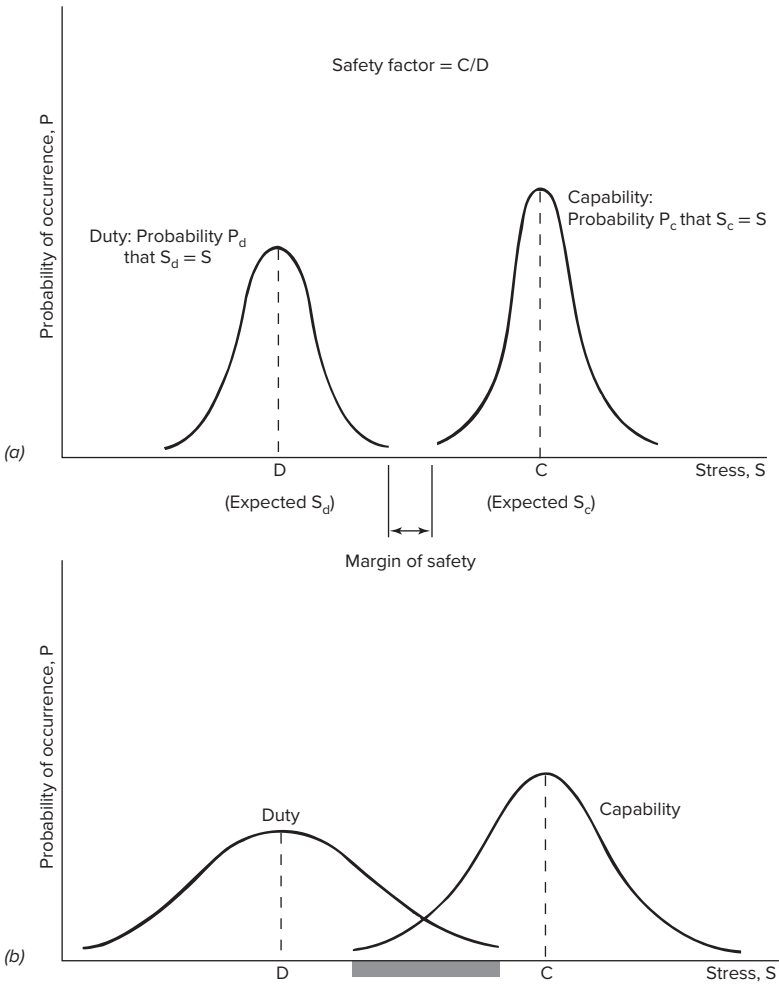 Safety factor = C/D
Probability of occurrence, P
Capability:
Probability P_c that S_c = S
Duty: Probability P_d
that S_d = S
(a)
D
C
Stress, S
(Expected S_d)
(Expected S_c)
Margin of safety
Probability of occurrence, P
Duty
Capability
(b)
D
C
Stress, S